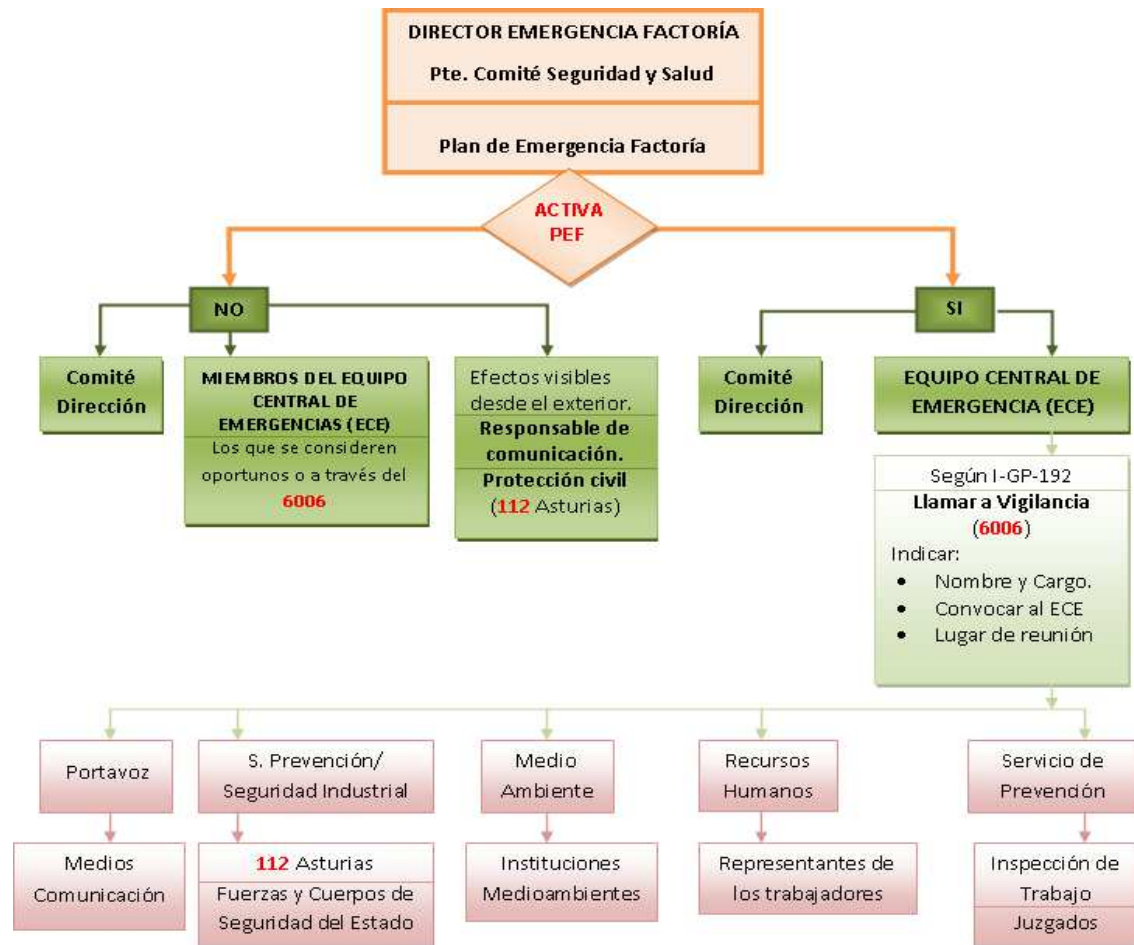 DIRECTOR EMERGENCIA FACTORÍA
Pte. Comité Seguridad y Salud
Plan de Emergencia Factoría
ACTIVA
PEF
NO
SI
Comité
Dirección
MIEMBROS DEL EQUIPO
CENTRAL DE
EMERGENCIAS (ECE)
Los que se consideren
oportunos o a través del
6006
Efectos visibles
desde el exterior.
Responsable de
comunicación.
Protección civil
(112 Asturias)
Comité
Dirección
EQUIPO CENTRAL DE
EMERGENCIA (ECE)
Según I-GP-192
Llamar a Vigilancia
(6006)
Indicar:
• Nombre y Cargo.
• Convocar al ECE
• Lugar de reunión
Portavoz
S. Prevención/
Seguridad Industrial
Medio
Ambiente
Recursos
Humanos
Servicio de
Prevención
Medios
Comunicación
112 Asturias
Fuerzas y Cuerpos de
Seguridad del Estado
Instituciones
Medioambientes
Representantes de
los trabajadores
Inspección de
Trabajo
Juzgados